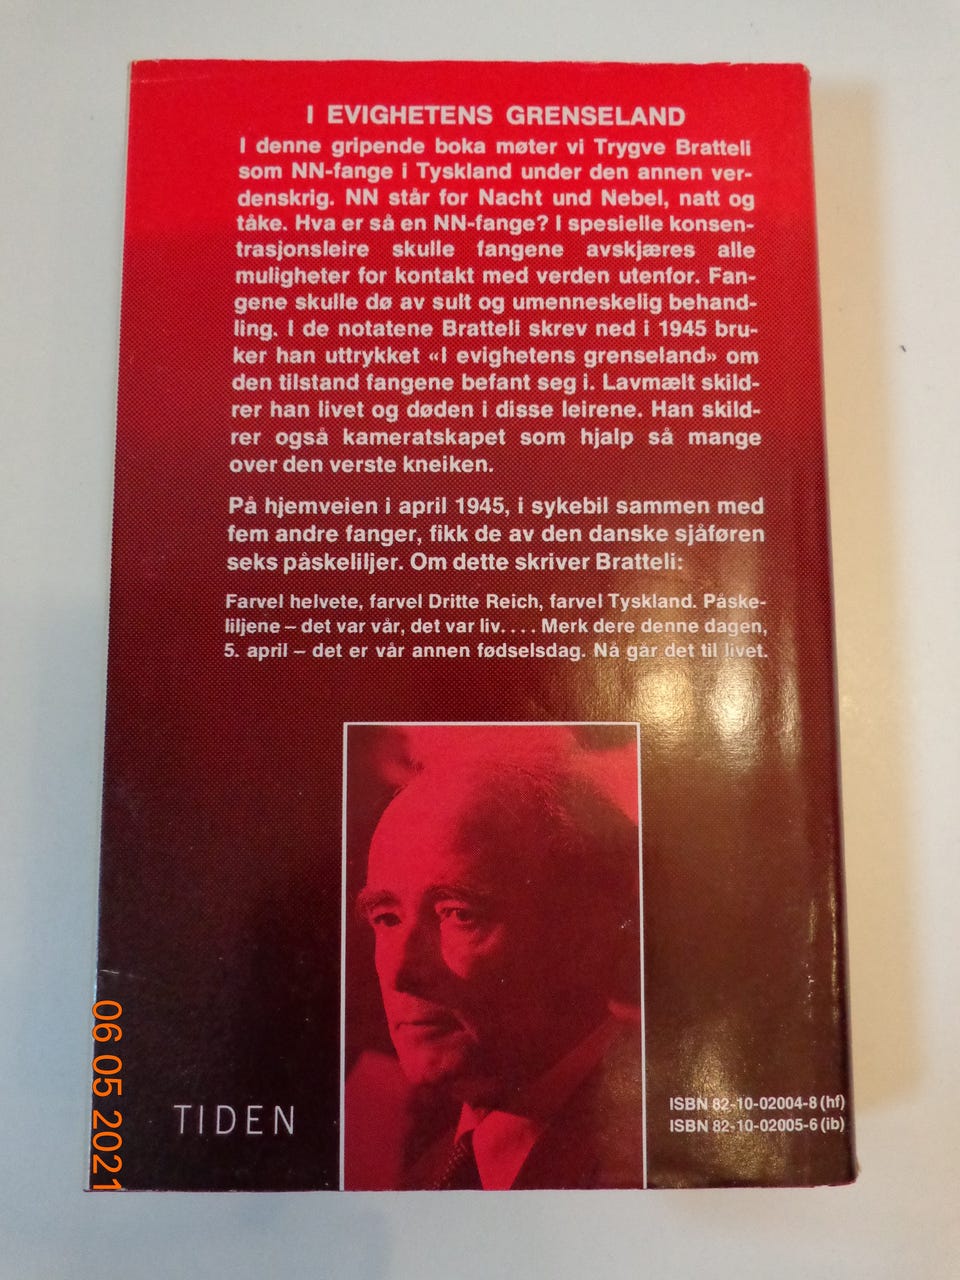 I EVIGHETENS GRENSELAND
I denne gripende boka møter vi Trygve Bratteli
som NN-fange i Tyskland under den annen ver-
denskrig. NN står for Nacht und Nebel, natt og
tåke. Hva er så en NN-fange? I spesielle konsen-
trasjonsleire skulle fangene avskjæres alle
muligheter for kontakt med verden utenfor. Fan-
gene skulle dø av sult og umenneskelig behand-
ling. I de notatene Bratteli skrev ned i 1945 bru-
ker han uttrykket «I evighetens grenseland» om
den tilstand fangene befant seg i. Lavmælt skild-
rer han livet og døden i disse leirene. Han skild-
rer også kameratskapet som hjalp så mange
over den verste kneiken.
På hjemveien i april 1945, i sykebil sammen med
fem andre fanger, fikk de av den danske sjåføren
seks påskeliljer. Om dette skriver Bratteli:
Farvel helvete, farvel Dritte Reich, farvel Tyskland. Påske-
liljene – det var vår, det var liv. . . . Merk dere denne dagen,
5. april – det er vår annen fødselsdag. Nå går det til livet.
TIDEN
ISBN 82-10-02004-8 (hf)
ISBN 82-10-02005-6 (ib)
06 05 2021